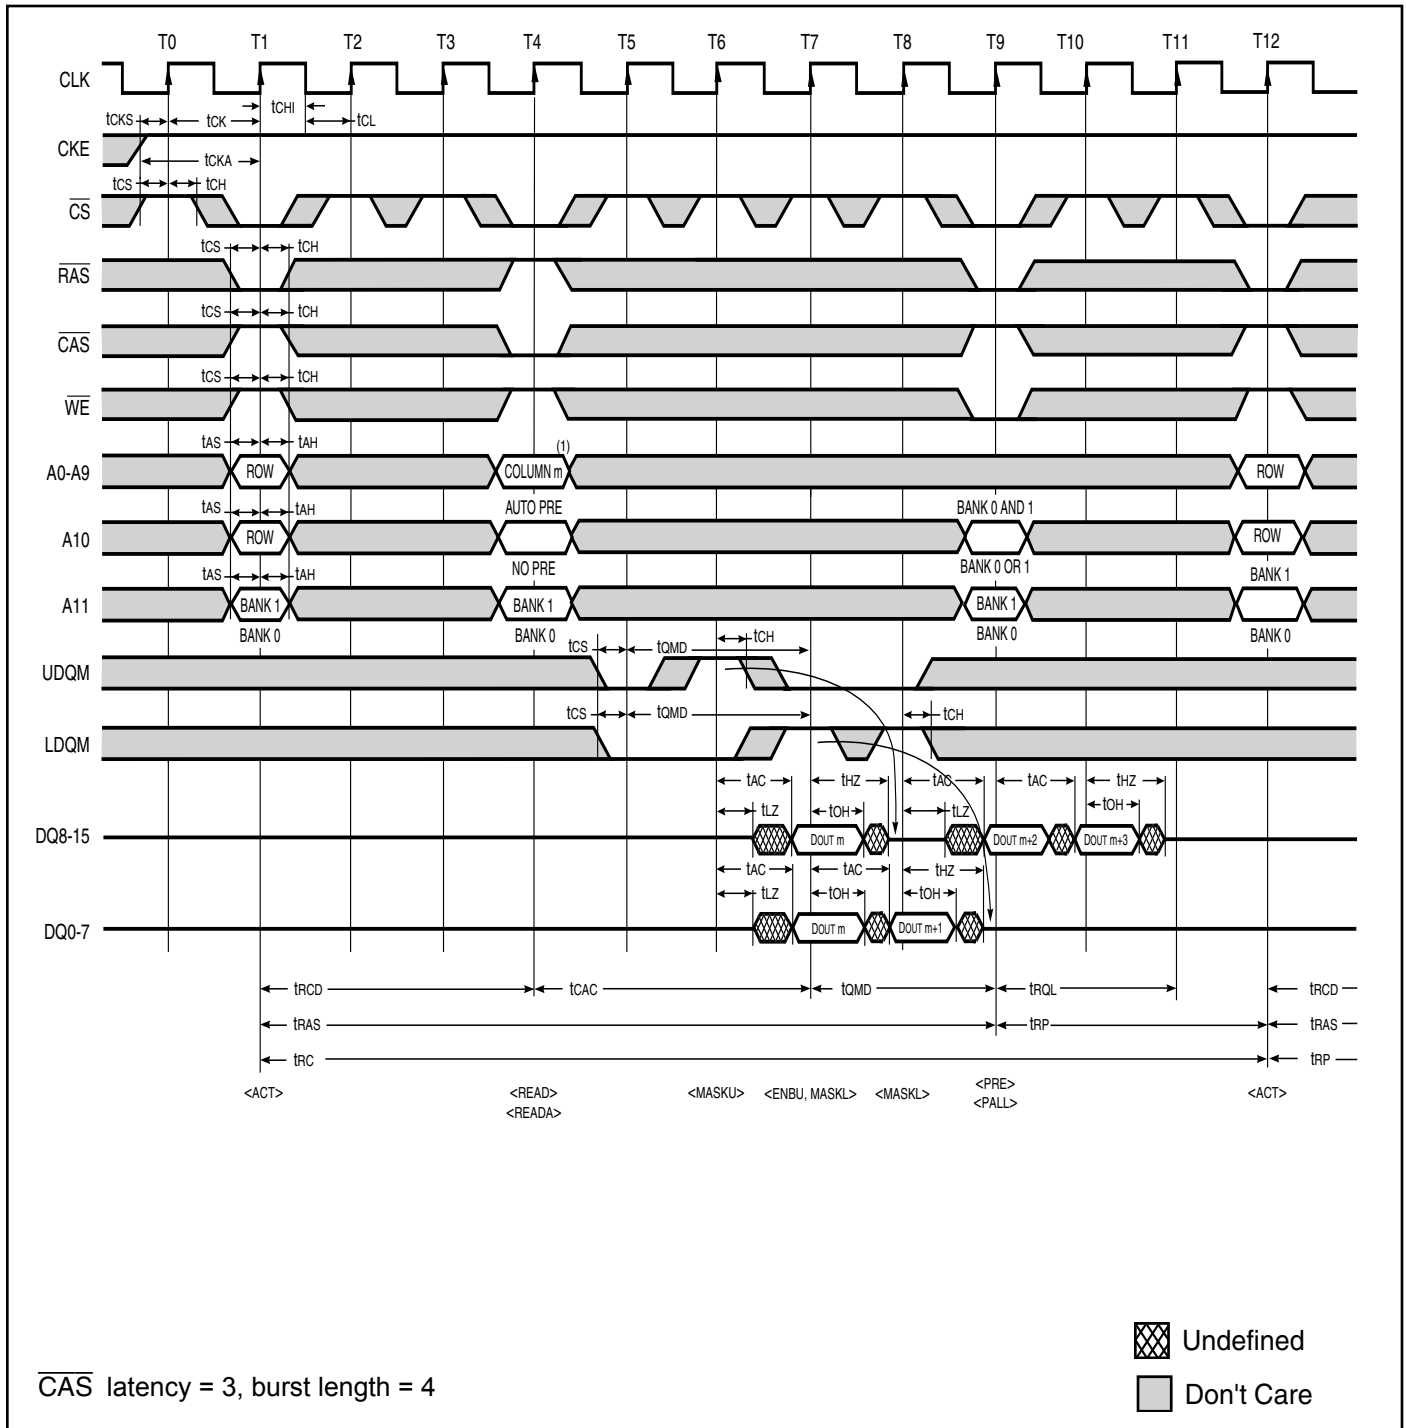 T0 T1 T2 T3 T4 T5 T6 T7 T8 T9 T10 T11 T12
CLK
tCHI
tCKS tCK tCL
CKE
tCKA
tCS tCH
CS
tCS tCH
RAS
tCS tCH
CAS
tCS tCH
WE
tAS tAH (1)
A0-A9 ROW COLUMN m ROW
tAS tAH AUTO PRE BANK 0 AND 1
A10 ROW ROW
tAS tAH NO PRE BANK 0 OR 1 BANK 1
A11 BANK 1 BANK 1 BANK 1
BANK 0 BANK 0 BANK 0 BANK 0
tCS tQMD tCH
UDQM
tCS tQMD tCH
LDQM
tAC tHZ tAC tAC tHZ
tLZ tOH tLZ tOH
DQ8-15 DOUT m DOUT m+2 DOUT m+3
tAC tAC tHZ
tLZ tOH tOH
DQ0-7 DOUT m DOUT m+1
tRCD tCAC tQMD tRQL tRCD
tRAS tRP tRAS
tRC tRP
<ACT> <READ> <MASKU> <ENBU, MASKL> <MASKL> <PRE> <ACT>
<READA> <PALL>
Undefined
CAS latency = 3, burst length = 4
Don't Care